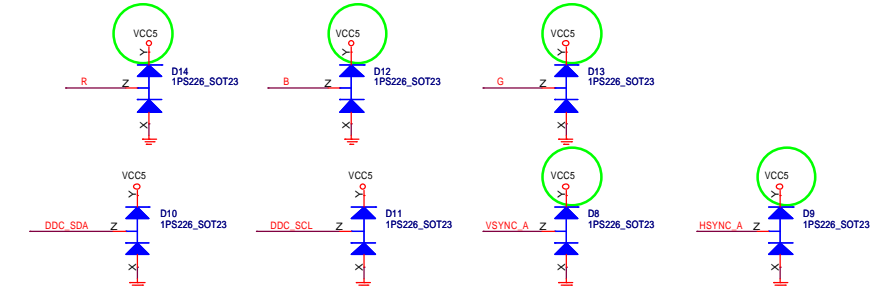 VCC5
Y
D14
1PS226_SOT23
R
Z
X
VCC5
Y
D12
1PS226_SOT23
B
Z
X
VCC5
Y
D13
1PS226_SOT23
G
Z
X
VCC5
Y
D10
1PS226_SOT23
DDC_SDA
Z
X
VCC5
Y
D11
1PS226_SOT23
DDC_SCL
Z
X
VCC5
Y
D8
1PS226_SOT23
VSYNC_A
Z
X
VCC5
Y
D9
1PS226_SOT23
HSYNC_A
Z
X